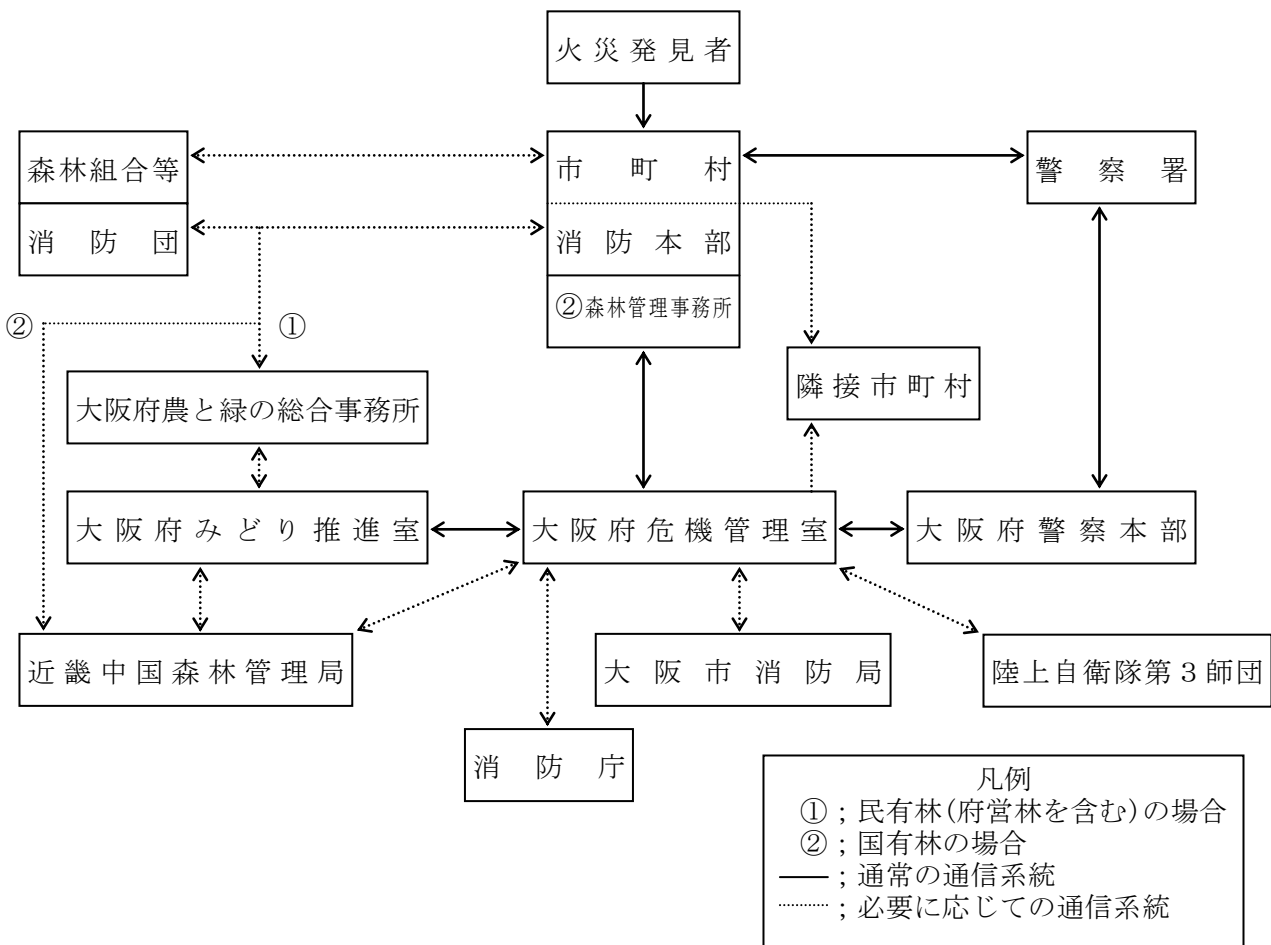 火災発見者
森林組合等
市町村
警察署
消防団
消防本部
②森林管理事務所
②
①
隣接市町村
大阪府農と緑の総合事務所
大阪府みどり推進室
大阪府危機管理室
大阪府警察本部
近畿中国森林管理局
大阪市消防局
陸上自衛隊第3師団
消防庁
凡例
①;民有林(府営林を含む)の場合
②;国有林の場合
;通常の通信系統
;必要に応じての通信系統